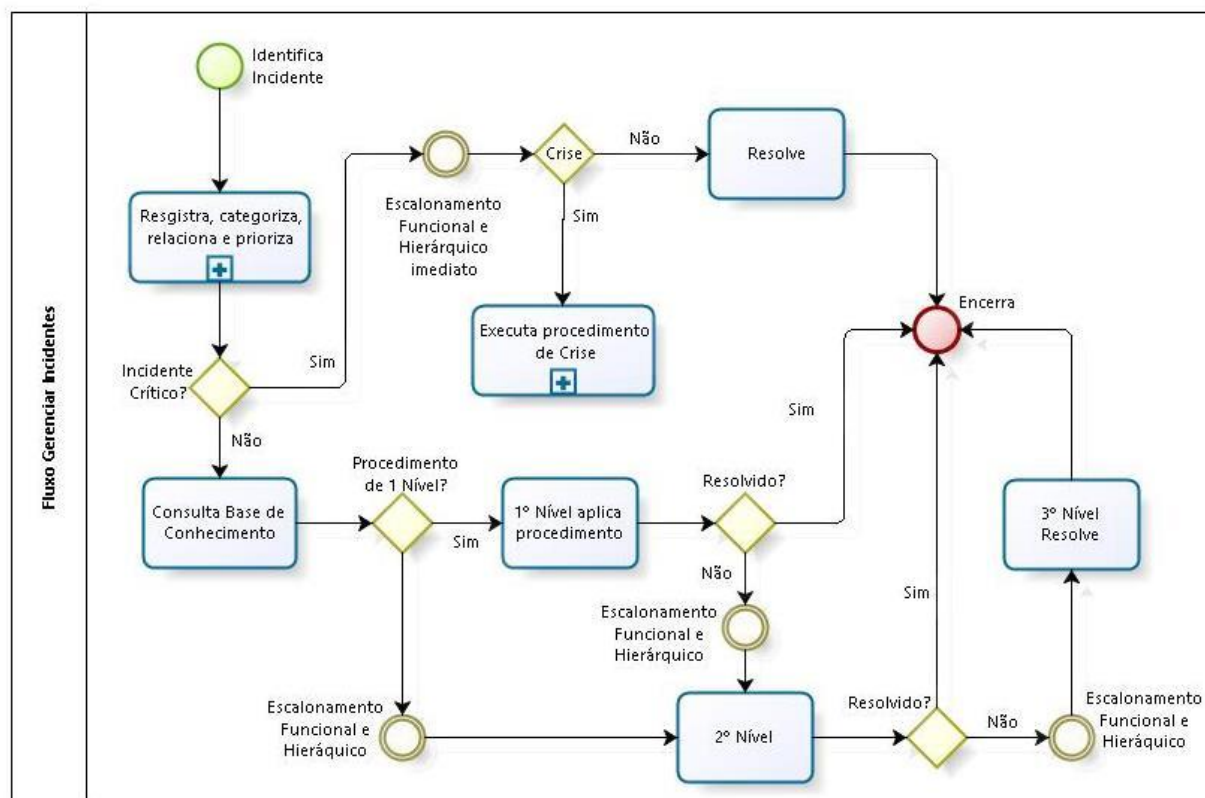 Fluxo Gerenciar Incidentes
Identifica
Incidente
Resgistra, categoriza,
relaciona e prioriza
Incidente
Crítico?
Sim
Não
Escalonamento
Funcional e
Hierárquico
imediato
Crise
Não
Sim
Resolve
Executa procedimento
de Crise
Encerra
Consulta Base de
Conhecimento
Procedimento
de 1 Nível?
Sim
1º Nível aplica
procedimento
Resolvido?
Sim
Não
Escalonamento
Funcional e
Hierárquico
Escalonamento
Funcional e
Hieráquico
2º Nível
Resolvido?
Sim
Não
Escalonamento
Funcional e
Hierárquico
3º Nível
Resolve